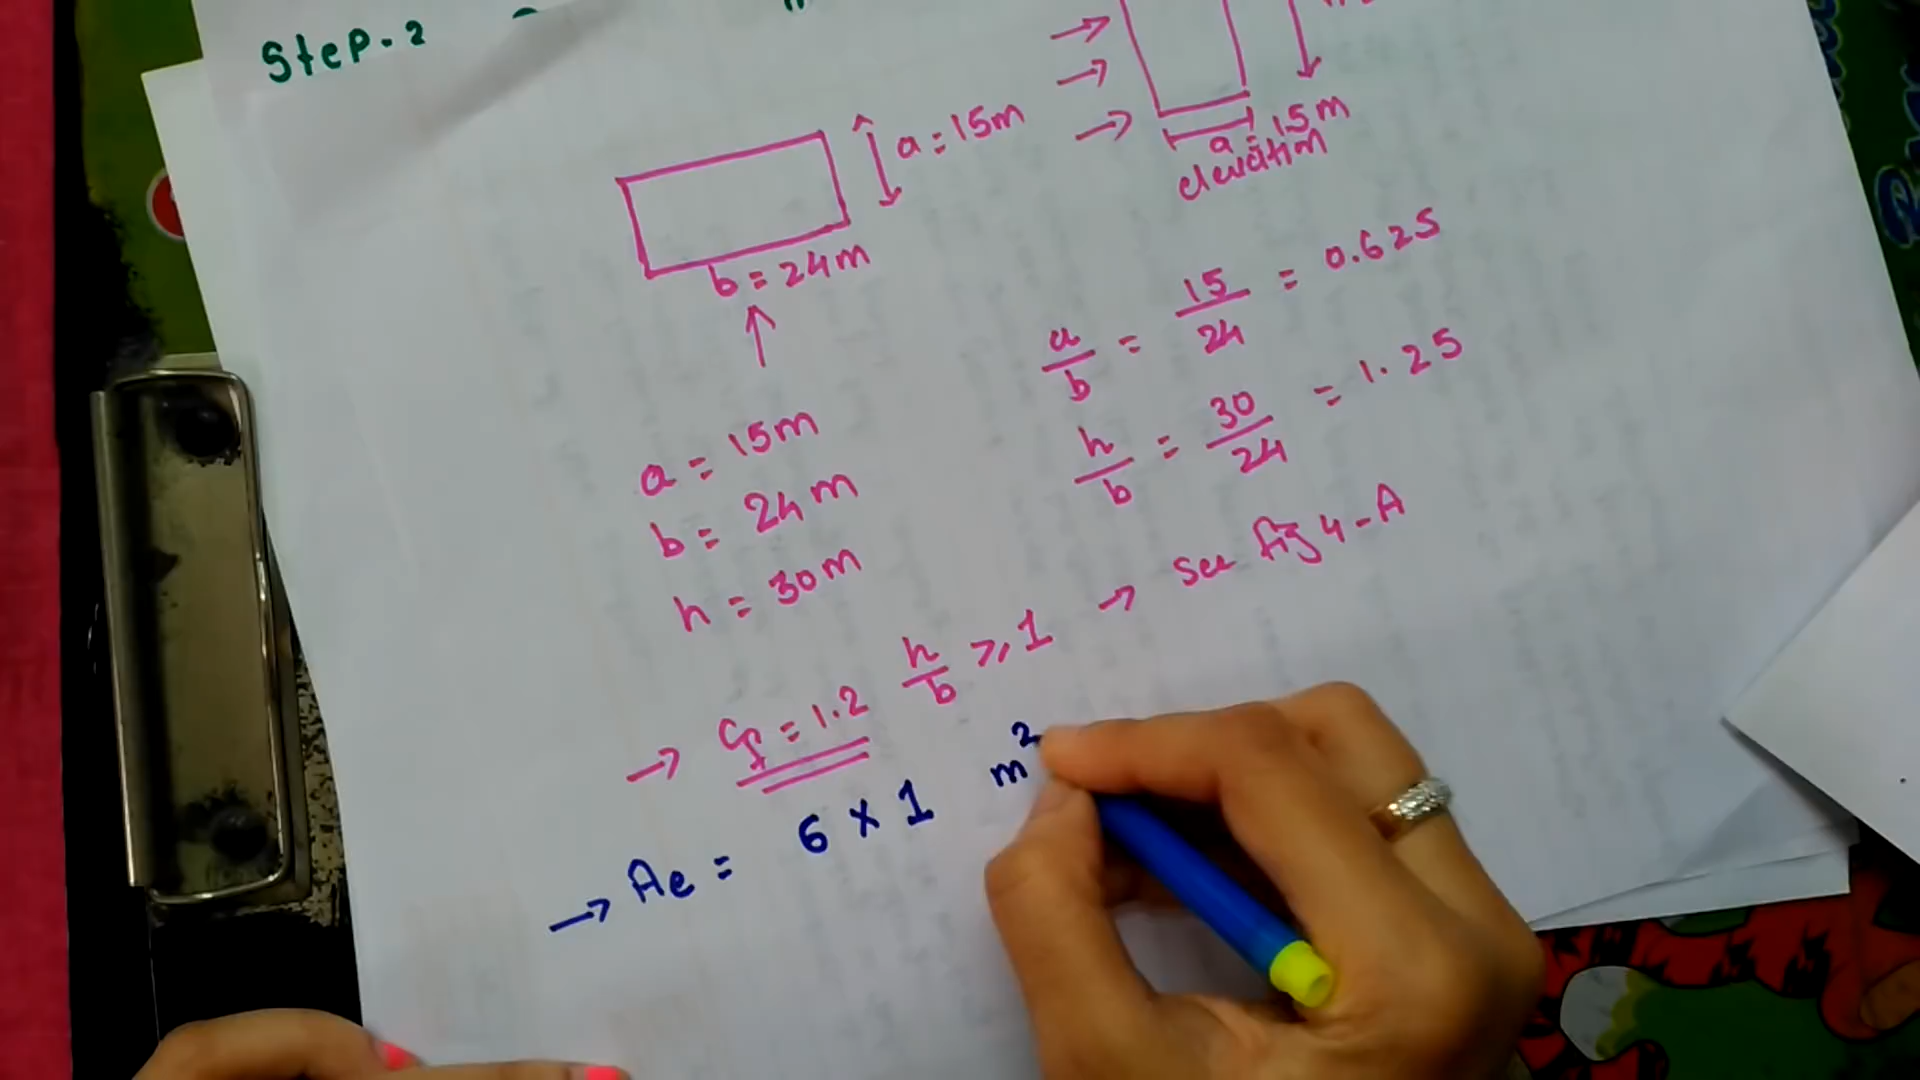 Step-2
a = 15m
a = 15m
elevation
b = 24m
a/b = 15/24 = 0.625
a = 15m
h/b = 30/24 = 1.25
b = 24m
h = 30m
→ Cf = 1.2 h/b ≥ 1 → See fig 4-A
→ Ae = 6 × 1 m²